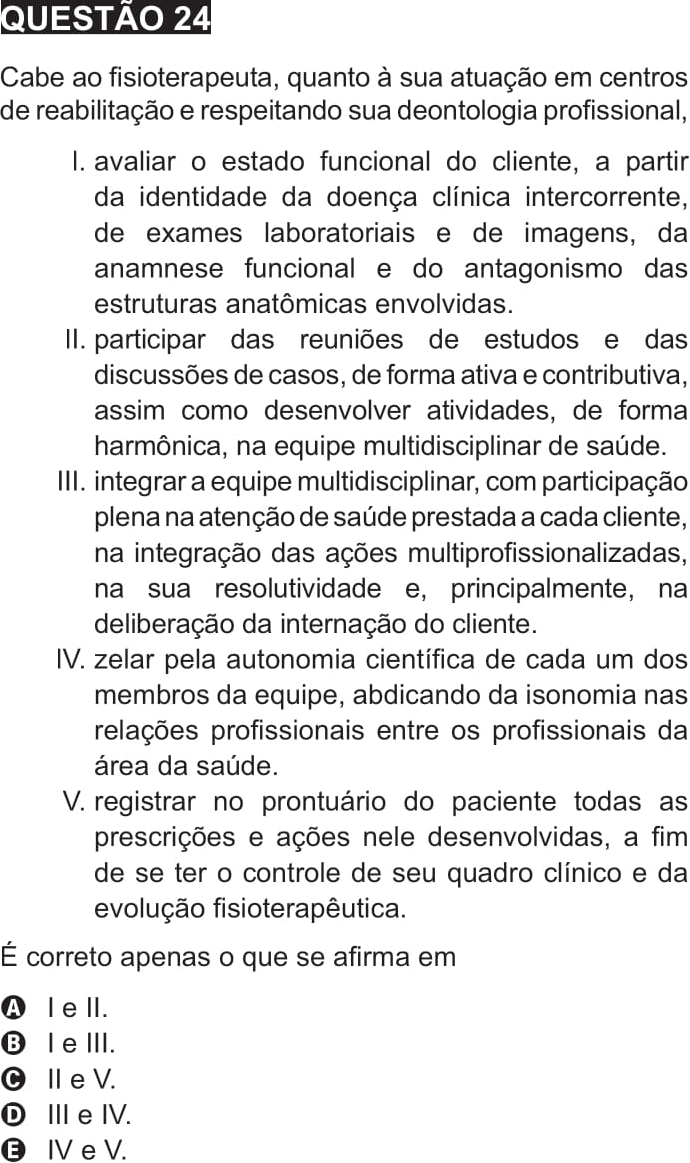 QUESTÃO 24
Cabe ao fisioterapeuta, quanto à sua atuação em centros
de reabilitação e respeitando sua deontologia profissional,
I. avaliar o estado funcional do cliente, a partir
da identidade da doença clínica intercorrente,
de exames laboratoriais e de imagens, da
anamnese funcional e do antagonismo das
estruturas anatômicas envolvidas.
II. participar das reuniões de estudos e das
discussões de casos, de forma ativa e contributiva,
assim como desenvolver atividades, de forma
harmônica, na equipe multidisciplinar de saúde.
III. integrar a equipe multidisciplinar, com participação
plena na atenção de saúde prestada a cada cliente,
na integração das ações multiprofissionalizadas,
na sua resolutividade e, principalmente, na
deliberação da internação do cliente.
IV. zelar pela autonomia científica de cada um dos
membros da equipe, abdicando da isonomia nas
relações profissionais entre os profissionais da
área da saúde.
V. registrar no prontuário do paciente todas as
prescrições e ações nele desenvolvidas, a fim
de se ter o controle de seu quadro clínico e da
evolução fisioterapêutica.
É correto apenas o que se afirma em
A I e II.
B I e III.
C II e V.
D III e IV.
E IV e V.